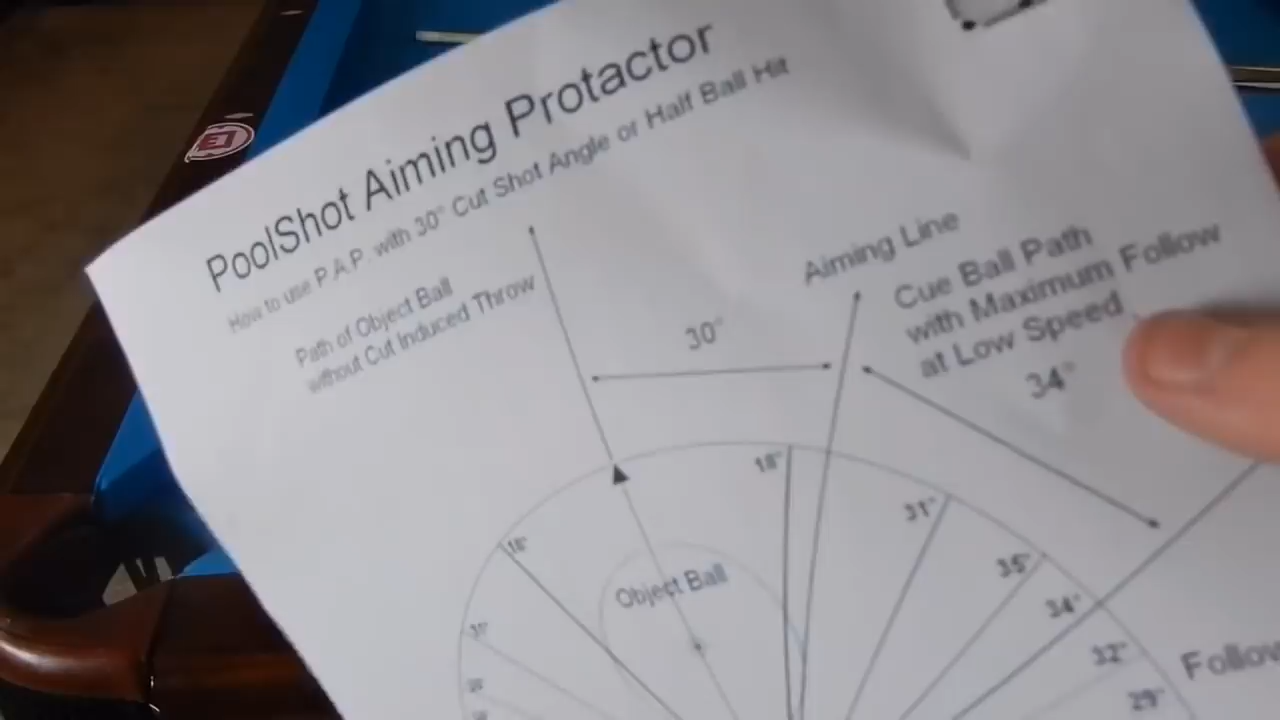 PoolShot Aiming Protactor
How to use P.A.P. with 30° Cut Shot Angle or Half Ball Hit
Path of Object Ball
without Cut Induced Throw
Aiming Line
Cue Ball Path
with Maximum Follow
at Low Speed
34°
30°
18°
31°
18°
35°
Object Ball
34°
31°
32°
Follow
29°